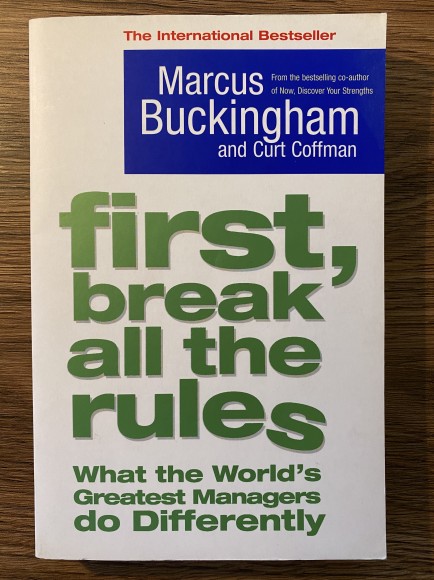 The International Bestseller
Marcus
From the bestselling co-author
of Now, Discover Your Strengths
Buckingham
and Curt Coffman
first,
break
all the
rules
What the World's
Greatest Managers
do Differently